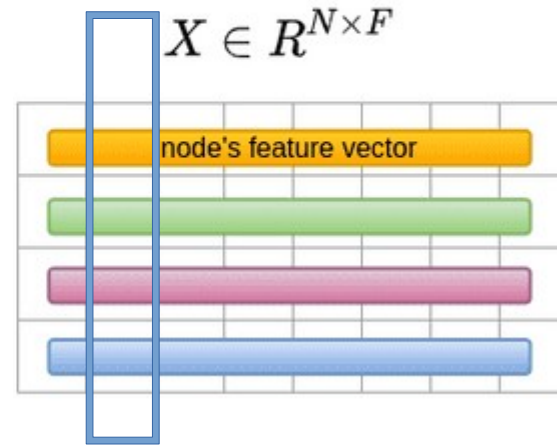 X ∈ R^{N×F}
node's feature vector